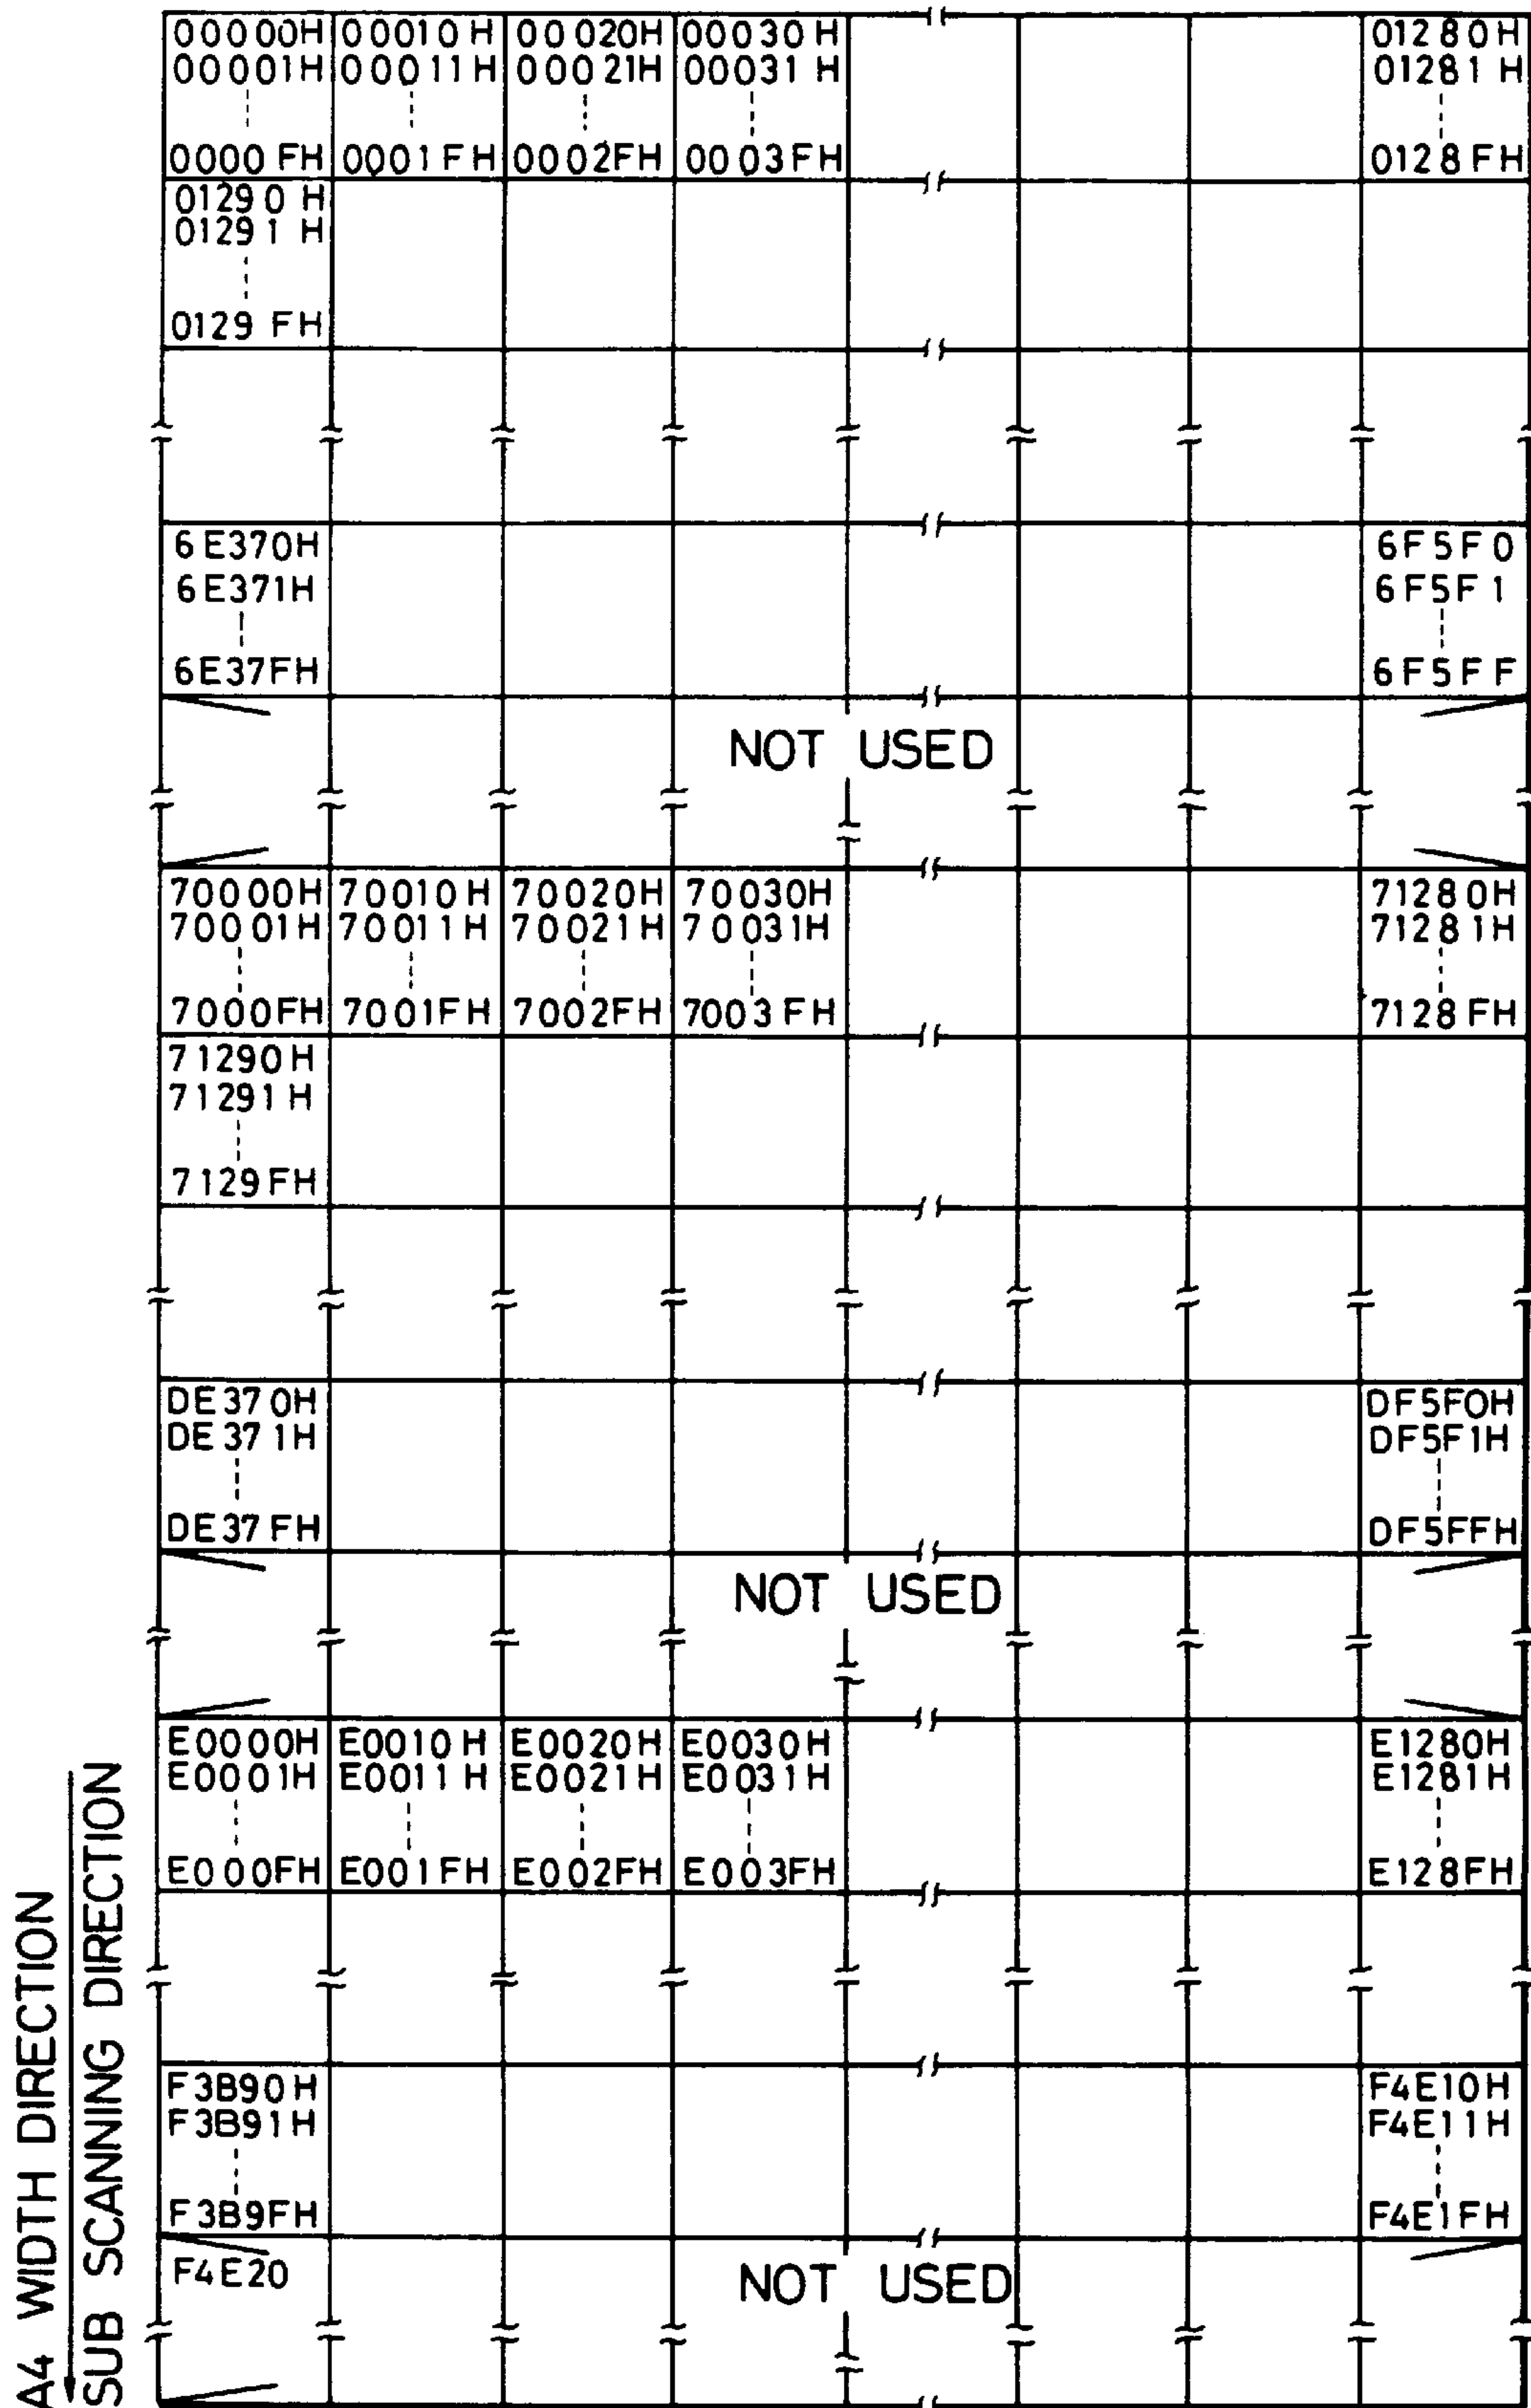 00000H 00010H 00020H 00030H 01280H
00001H 00011H 00021H 00031H 01281H
0000FH 0001FH 0002FH 0003FH 0128FH
01290H
01291H
0129FH
6E370H 6F5F0
6E371H 6F5F1
6E37FH 6F5FF
NOT USED
70000H 70010H 70020H 70030H 71280H
70001H 70011H 70021H 70031H 71281H
7000FH 7001FH 7002FH 7003FH 7128FH
71290H
71291H
7129FH
DE370H DF5F0H
DE371H DF5F1H
DE37FH DF5FFH
NOT USED
E0000H E0010H E0020H E0030H E1280H
E0001H E0011H E0021H E0031H E1281H
E000FH E001FH E002FH E003FH E128FH
F3B90H F4E10H
F3B91H F4E11H
F3B9FH F4E1FH
F4E20 NOT USED
A4 WIDTH DIRECTION
SUB SCANNING DIRECTION